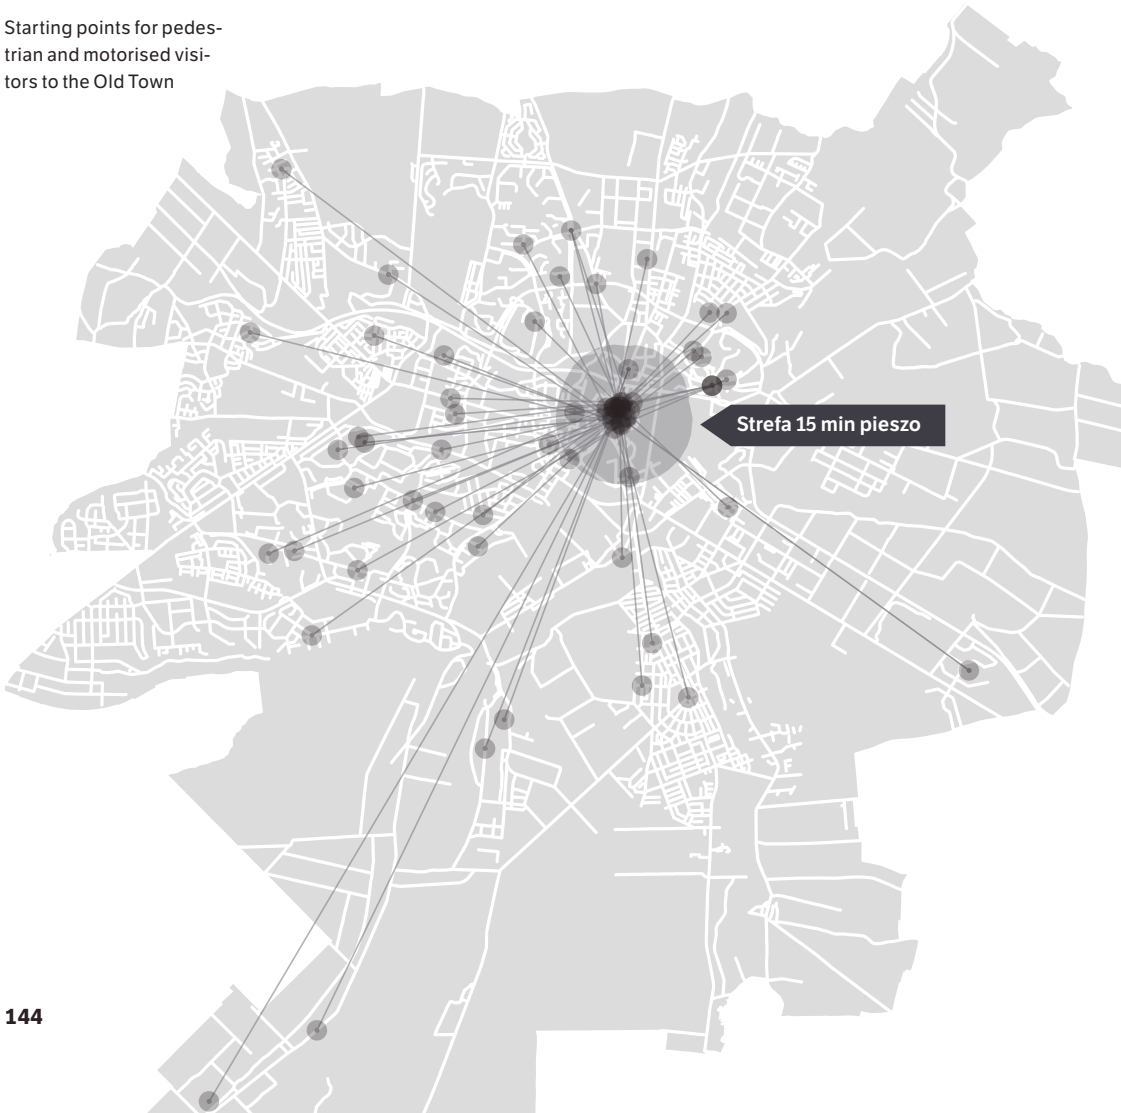 Starting points for pedes-
trian and motorised visi-
tors to the Old Town
Strefa 15 min pieszo
144